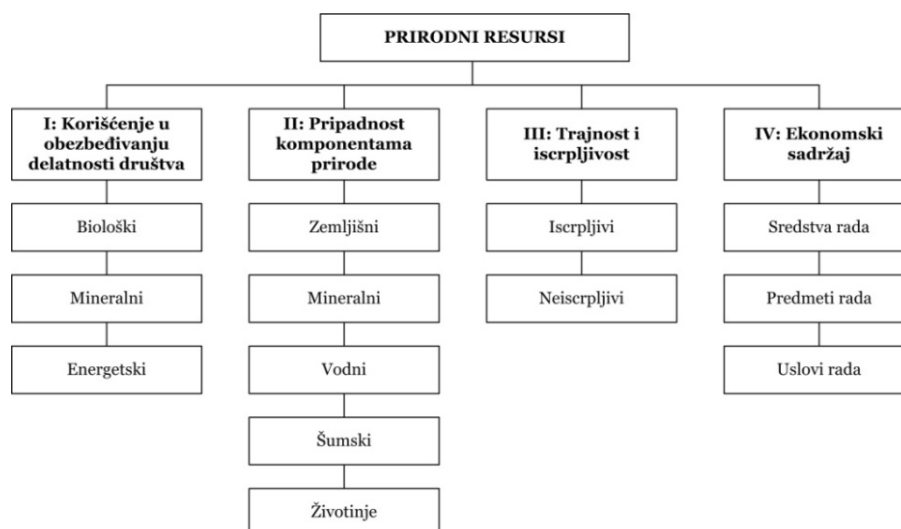 PRIRODNI RESURSI
I: Korišćenje u
obezbeđivanju
delatnosti društva
Biološki
Mineralni
Energetski
II: Pripadnost
komponentama
prirode
Zemljišni
Mineralni
Vodni
Šumski
Životinje
III: Trajnost i
iscrpljivost
Iscrpljivi
Neiscrpljivi
IV: Ekonomski
sadržaj
Sredstva rada
Predmeti rada
Uslovi rada